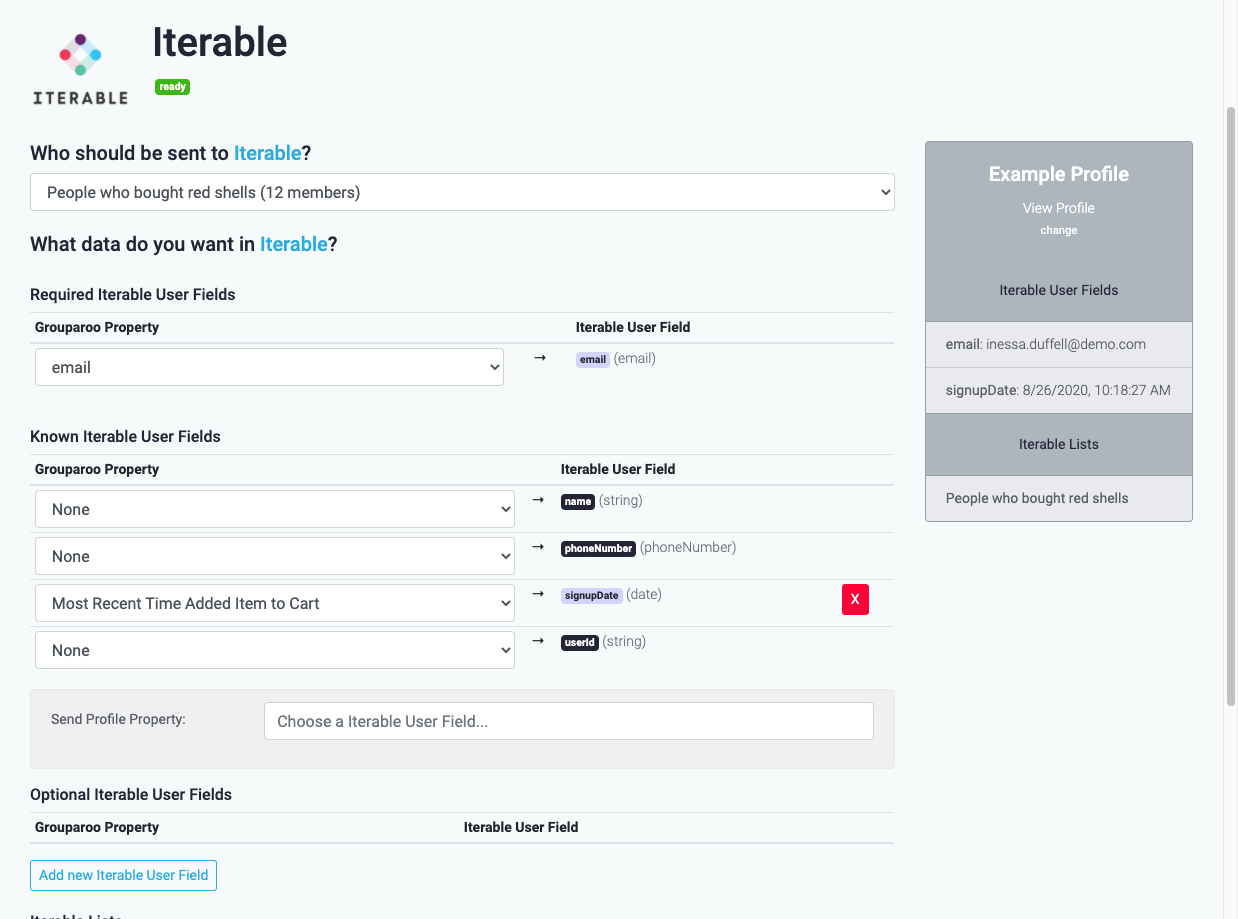 Iterable
ITERABLE
ready
Who should be sent to Iterable?
People who bought red shells (12 members)
What data do you want in Iterable?
Required Iterable User Fields
Grouparoo Property Iterable User Field
email → email (email)
Known Iterable User Fields
Grouparoo Property Iterable User Field
None → name (string)
None → phoneNumber (phoneNumber)
Most Recent Time Added Item to Cart → signupDate (date) X
None → userId (string)
Send Profile Property: Choose a Iterable User Field...
Optional Iterable User Fields
Grouparoo Property Iterable User Field
Add new Iterable User Field
Iterable Lists
Example Profile
View Profile
change
Iterable User Fields
email: inessa.duffell@demo.com
signupDate: 8/26/2020, 10:18:27 AM
Iterable Lists
People who bought red shells